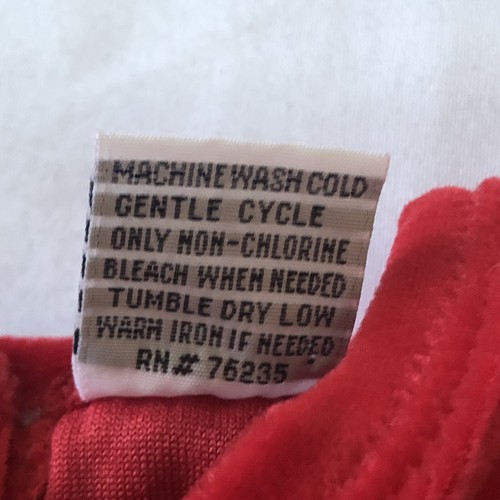 MACHINE WASH COLD
GENTLE CYCLE
ONLY NON-CHLORINE
BLEACH WHEN NEEDED
TUMBLE DRY LOW
WARM IRON IF NEEDED
RN# 76235